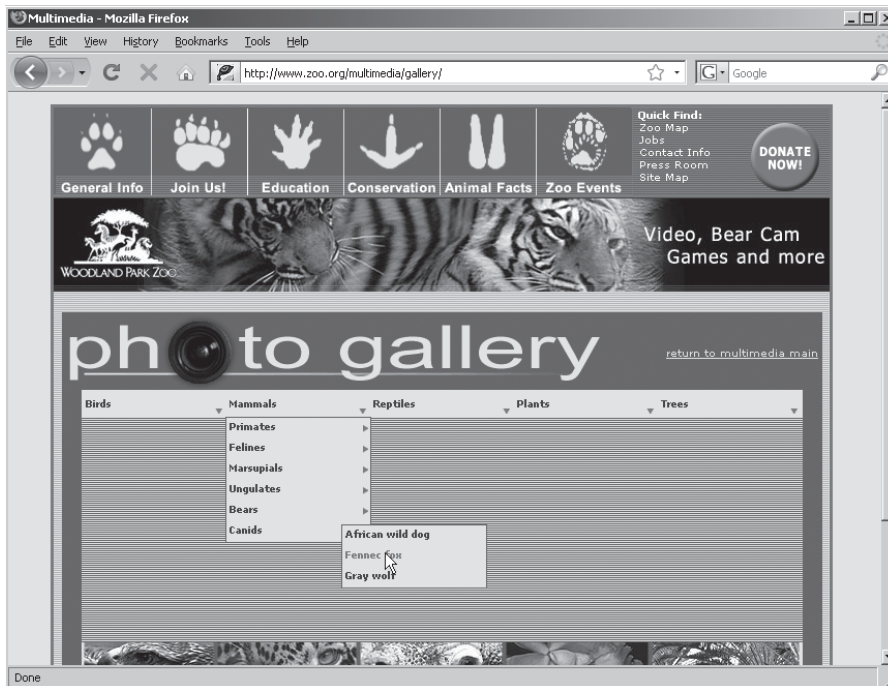 Multimedia - Mozilla Firefox
File Edit View History Bookmarks Tools Help
http://www.zoo.org/multimedia/gallery/
G Google
General Info Join Us! Education Conservation Animal Facts Zoo Events
Quick Find:
Zoo Map
Jobs
Contact Info
Press Room
Site Map
DONATE
NOW!
WOODLAND PARK ZOO
Video, Bear Cam
Games and more
photo gallery
return to multimedia main
Birds Mammals Reptiles Plants Trees
Primates
Felines
Marsupials
Ungulates
Bears
Canids
African wild dog
Fennec fox
Gray wolf
Done